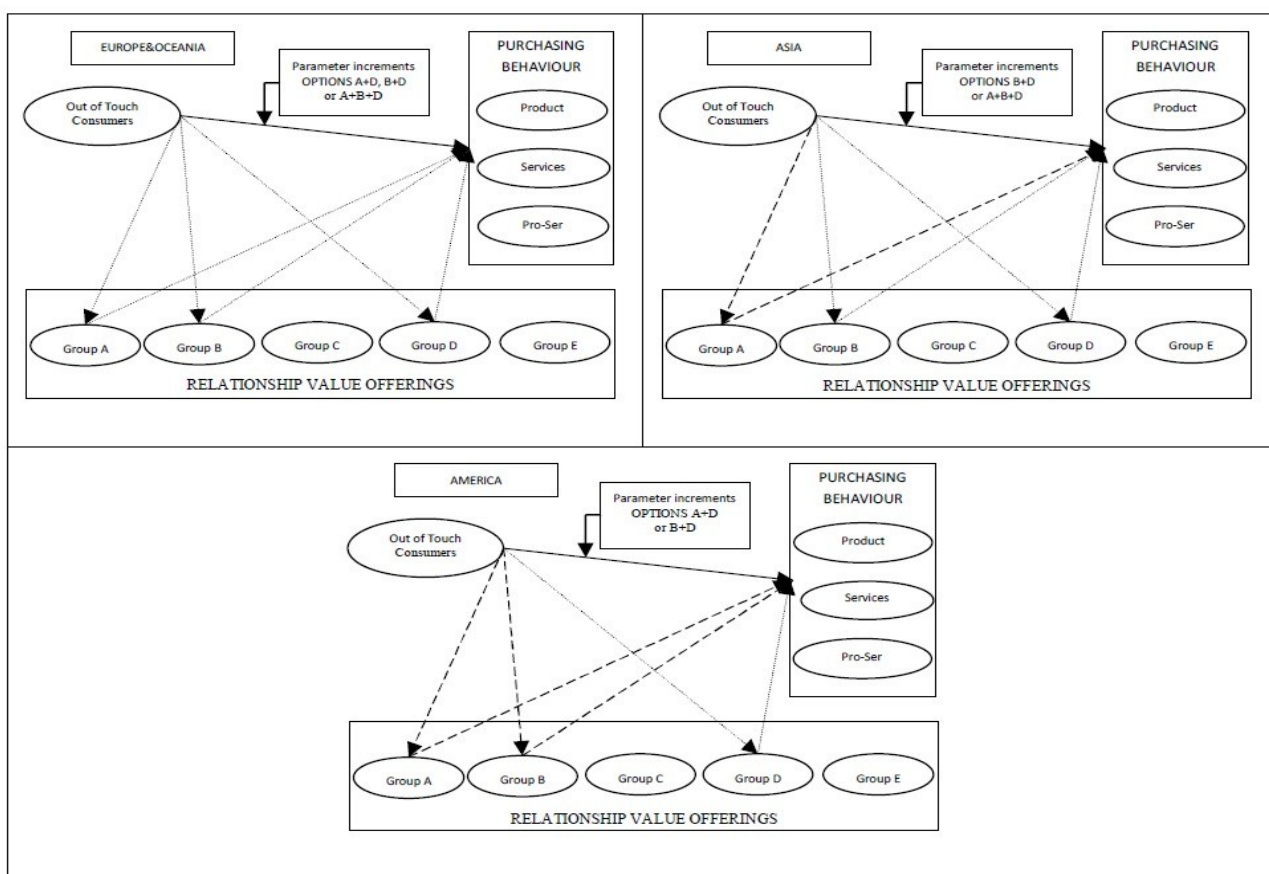 EUROPE&OCEANIA
Parameter increments
OPTIONS A+D, B+D
or A+B+D
PURCHASING
BEHAVIOUR
Out of Touch
Consumers
Product
Services
Pro-Ser
Group A
Group B
Group C
Group D
Group E
RELATIONSHIP VALUE OFFERINGS
ASIA
Parameter increments
OPTIONS B+D
or A+B+D
PURCHASING
BEHAVIOUR
Out of Touch
Consumers
Product
Services
Pro-Ser
Group A
Group B
Group C
Group D
Group E
RELATIONSHIP VALUE OFFERINGS
AMERICA
Parameter increments
OPTIONS A+D
or B+D
PURCHASING
BEHAVIOUR
Out of Touch
Consumers
Product
Services
Pro-Ser
Group A
Group B
Group C
Group D
Group E
RELATIONSHIP VALUE OFFERINGS